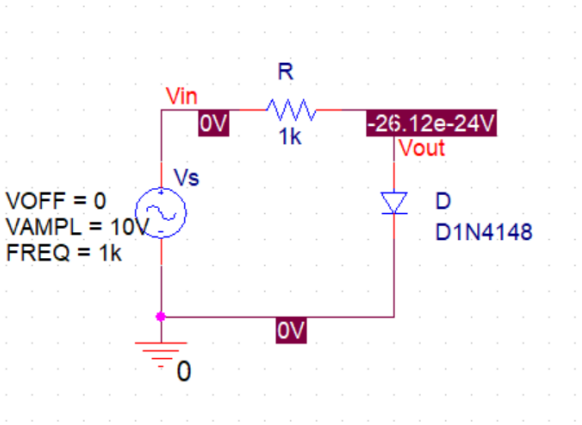 R
Vin
0V
-26.12e-24V
1k
Vout
Vs
VOFF = 0
VAMPL = 10V
FREQ = 1k
D
D1N4148
0V
0